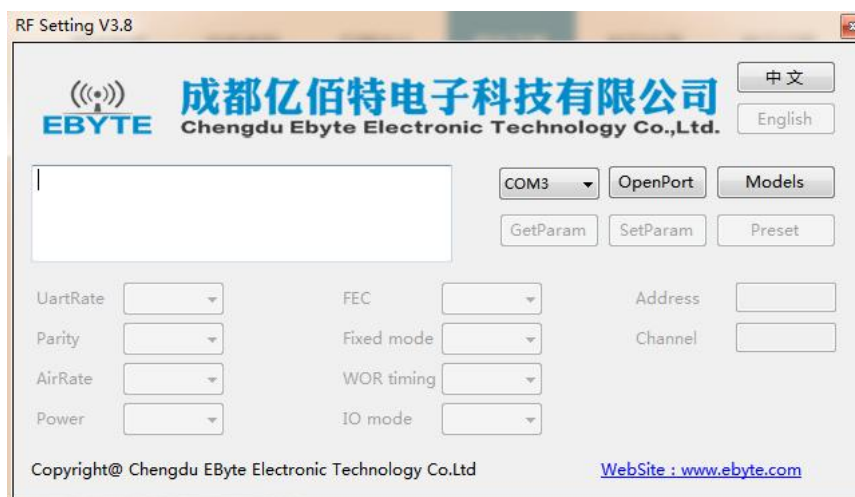 RF Setting V3.8
((•))
EBYTE
成都亿佰特电子科技有限公司
Chengdu Ebyte Electronic Technology Co.,Ltd.
中文
English
COM3 OpenPort Models
GetParam SetParam Preset
UartRate FEC Address
Parity Fixed mode Channel
AirRate WOR timing
Power IO mode
Copyright@ Chengdu EByte Electronic Technology Co.Ltd WebSite : www.ebyte.com